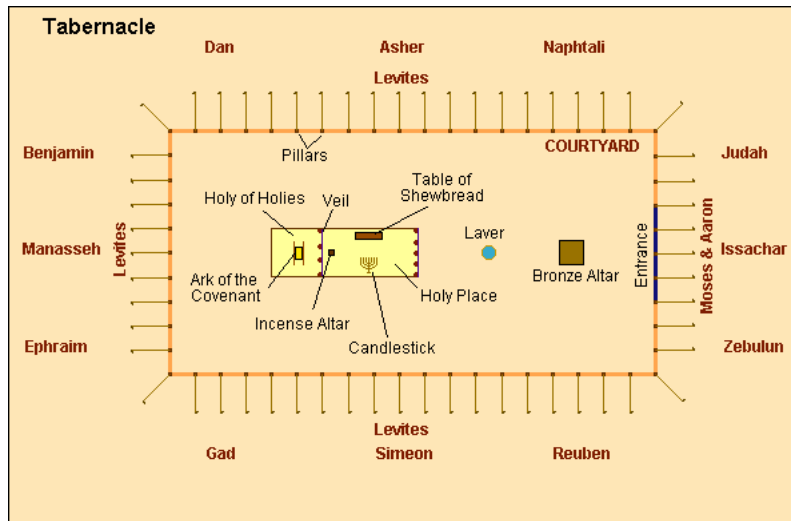 Tabernacle
Dan
Asher
Naphtali
Levites
Benjamin
Pillars
COURTYARD
Judah
Holy of Holies
Veil
Table of
Shewbread
Laver
Manasseh
Levites
Ark of the
Covenant
Incense Altar
Candlestick
Holy Place
Bronze Altar
Entrance
Moses & Aaron
Issachar
Ephraim
Zebulun
Levites
Gad
Simeon
Reuben